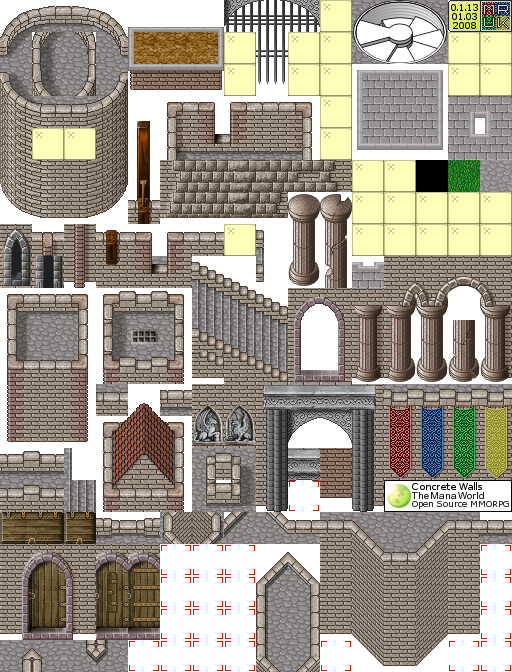 0.1.13
01.03
2008
Concrete Walls
The Mana World
Open Source MMORPG